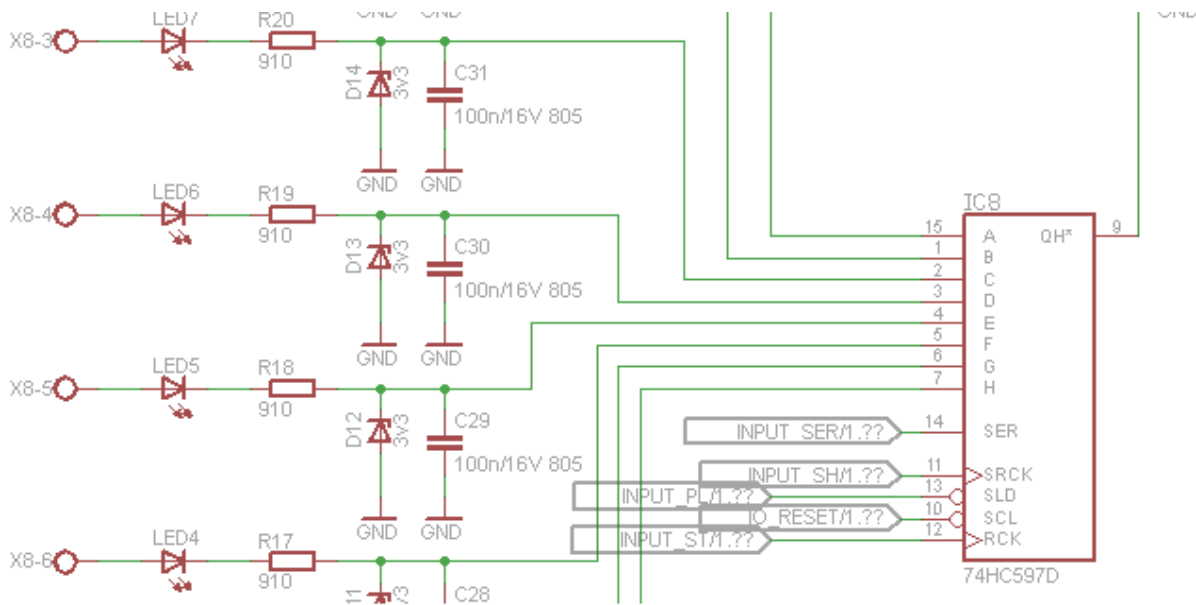 LED7
R20
GND
GND
GND
X8-3
910
D14
3v3
C31
100n/16V 805
GND
GND
LED6
R19
X8-4
910
D13
3v3
C30
100n/16V 805
GND
GND
LED5
R18
X8-5
910
D12
3v3
C29
100n/16V 805
GND
GND
LED4
R17
X8-6
910
C28
IC8
15
A
QH*
9
1
B
2
C
3
D
4
E
5
F
6
G
7
H
INPUT_SER/1.??
14
SER
INPUT_SH/1.??
11
SRCK
INPUT_PL/1.??
13
SLD
IO_RESET/1.??
10
SCL
INPUT_ST/1.??
12
RCK
74HC597D